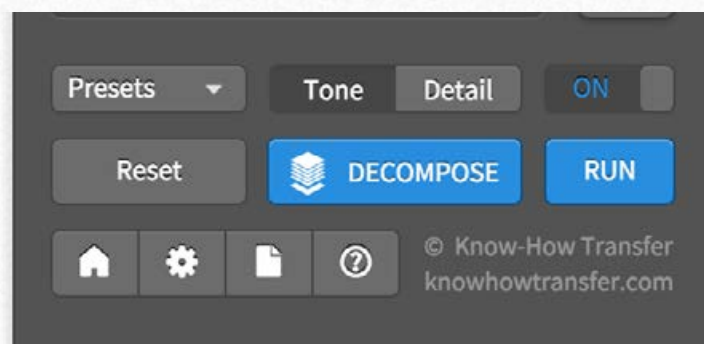 Presets
Tone
Detail
ON
Reset
DECOMPOSE
RUN
© Know-How Transfer
knowhowtransfer.com